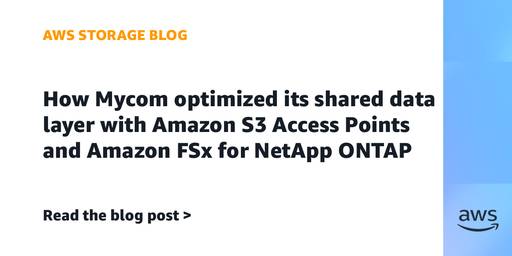 AWS STORAGE BLOG
How Mycom optimized its shared data
layer with Amazon S3 Access Points
and Amazon FSx for NetApp ONTAP
Read the blog post >
aws